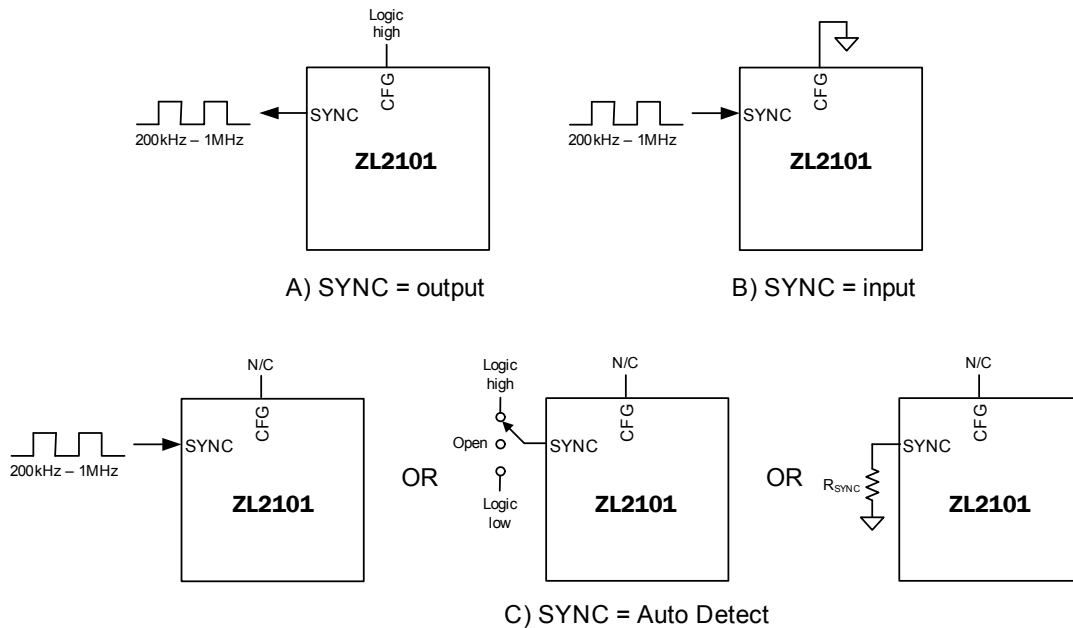 Logic
high
CFG
SYNC
200kHz – 1MHz
ZL2101
A) SYNC = output
CFG
SYNC
200kHz – 1MHz
ZL2101
B) SYNC = input
N/C
CFG
SYNC
200kHz – 1MHz
ZL2101
OR
Logic
high
Open
Logic
low
N/C
CFG
SYNC
ZL2101
OR
N/C
CFG
SYNC
RSYNC
ZL2101
C) SYNC = Auto Detect